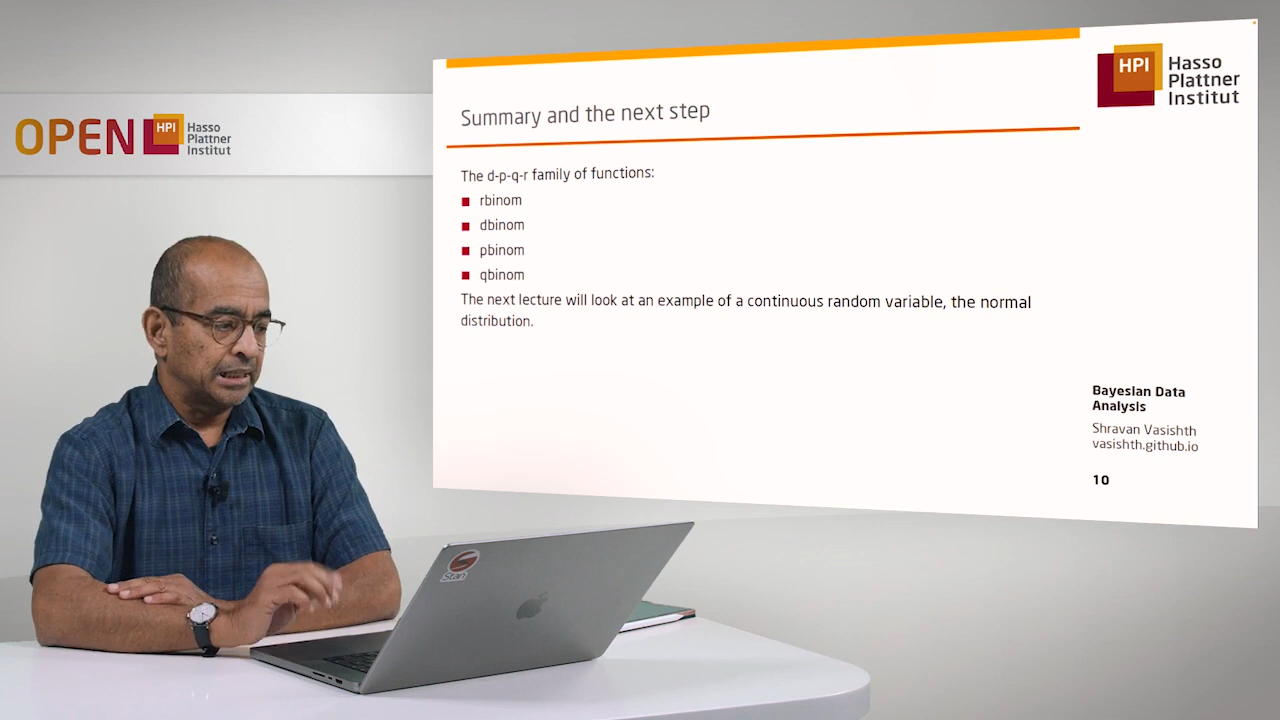 OPEN
HPI
Hasso
Plattner
Institut
Summary and the next step
The d-p-q-r family of functions:
rbinom
dbinom
pbinom
qbinom
The next lecture will look at an example of a continuous random variable, the normal
distribution.
HPI
Hasso
Plattner
Institut
Bayesian Data
Analysis
Shravan Vasishth
vasishth.github.io
10
Stan